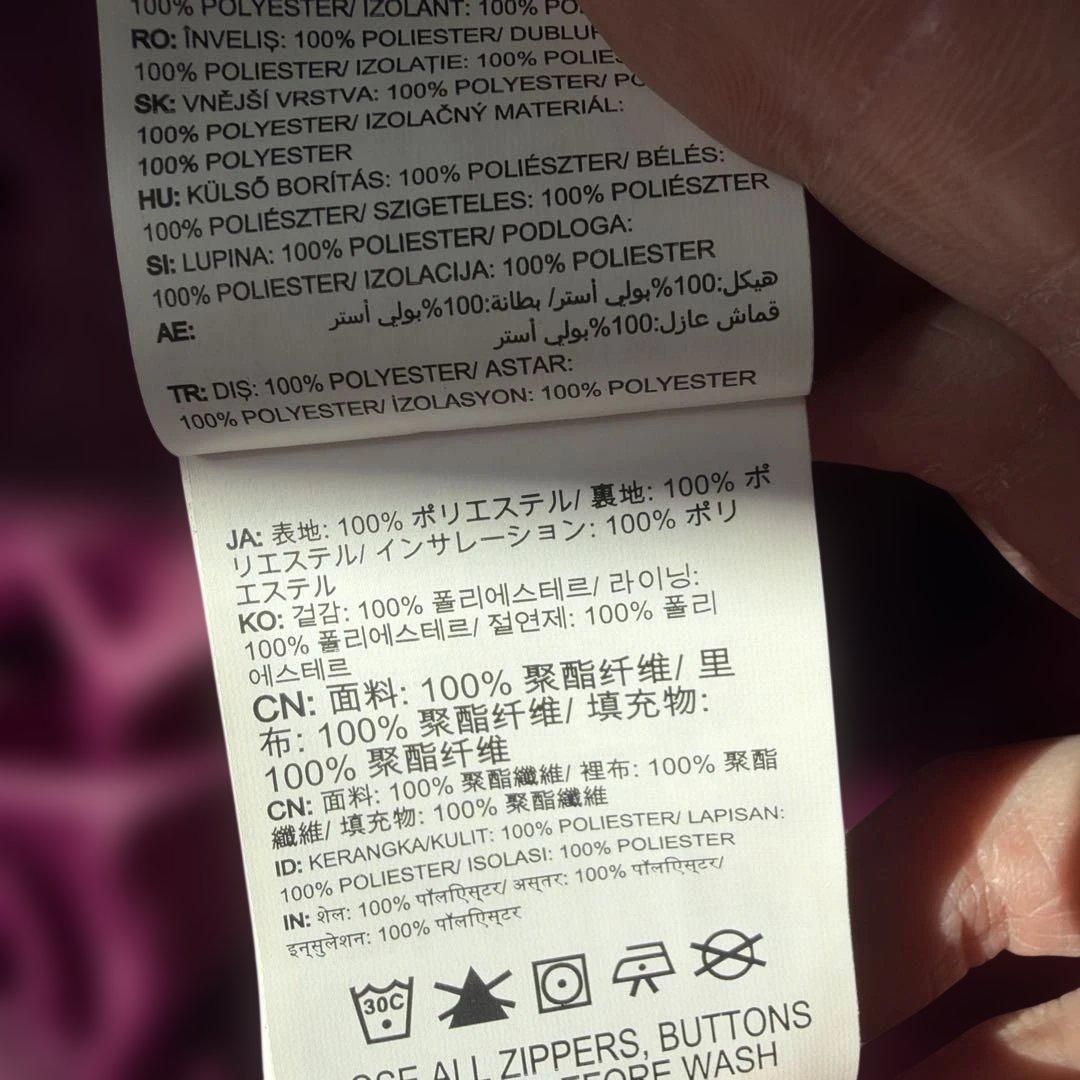 100% POLYESTER/ IZOLANT: 100% PO
RO: ÎNVELIŞ: 100% POLIESTER/ DUBLUR
100% POLIESTER/ IZOLAŢIE: 100% POLIES
SK: VNĚJŠÍ VRSTVA: 100% POLYESTER/ PO
100% POLYESTER/ IZOLAČNÝ MATERIÁL:
100% POLYESTER
HU: KÜLSŐ BORÍTÁS: 100% POLIÉSZTER/ BÉLÉS:
100% POLIÉSZTER/ SZIGETELES: 100% POLIÉSZTER
SI: LUPINA: 100% POLIESTER/ PODLOGA:
100% POLIESTER/ IZOLACIJA: 100% POLIESTER
هيكل:100%بولي أستر/ بطانة:100%بولي أستر
AE: قماش عازل:100%بولي أستر
TR: DIŞ: 100% POLYESTER/ ASTAR:
100% POLYESTER/ İZOLASYON: 100% POLYESTER
JA: 表地: 100% ポリエステル/ 裏地: 100% ポ
リエステル/ インサレーション: 100% ポリ
エステル
KO: 겉감: 100% 폴리에스테르/ 라이닝:
100% 폴리에스테르/ 절연제: 100% 폴리
에스테르
CN: 面料: 100% 聚酯纤维/ 里
布: 100% 聚酯纤维/ 填充物:
100% 聚酯纤维
CN: 面料: 100% 聚酯纖維/ 裡布: 100% 聚酯
纖維/ 填充物: 100% 聚酯纖維
ID: KERANGKA/KULIT: 100% POLIESTER/ LAPISAN:
100% POLIESTER/ ISOLASI: 100% POLIESTER
IN: शेल: 100% पॉलिएस्टर/ अस्तर: 100% पॉलिएस्टर/
इन्सुलेशन: 100% पॉलिएस्टर
30C
OSE ALL ZIPPERS, BUTTONS
EFORE WASH